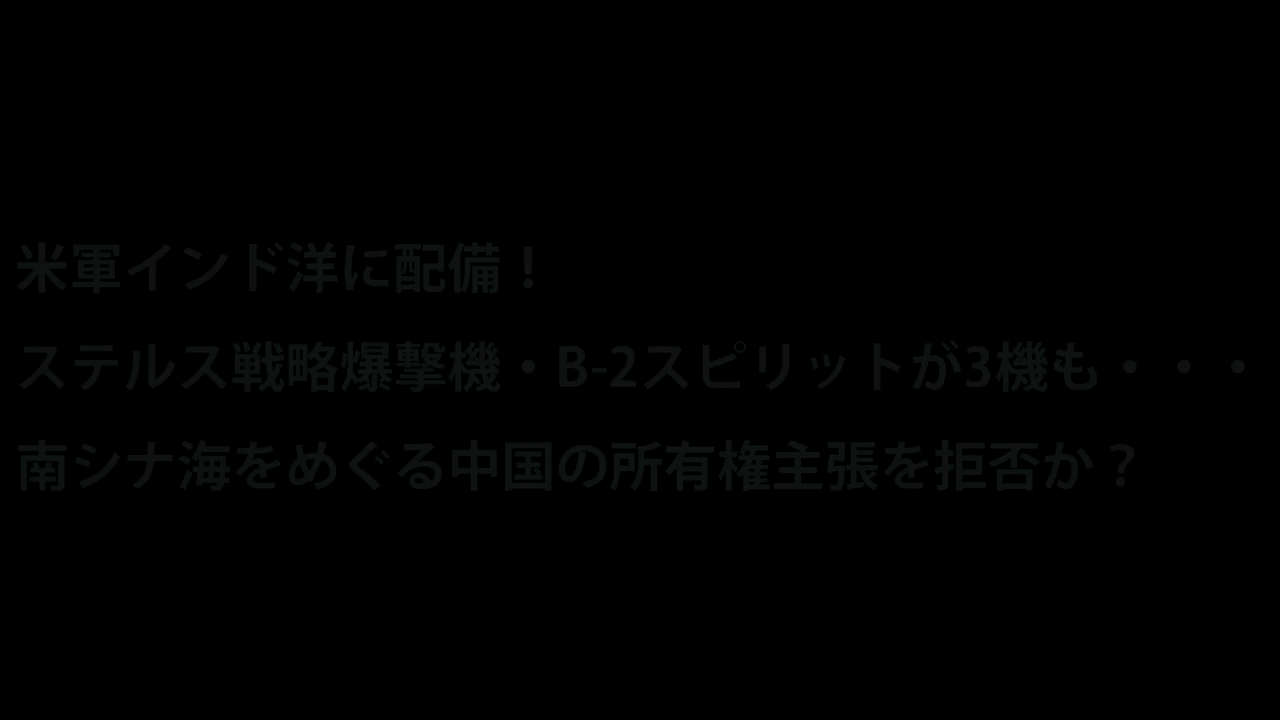 米軍インド洋に配備！
ステルス戦略爆撃機・B-2スピリットが3機も・・・
南シナ海をめぐる中国の所有権主張を拒否か？